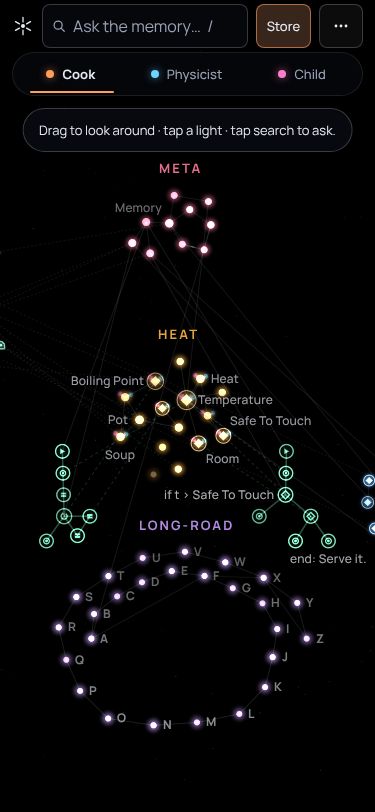 Ask the memory... /
Store
Cook
Physicist
Child
Drag to look around · tap a light · tap search to ask.
META
Memory
HEAT
Boiling Point
Heat
Temperature
Pot
Safe To Touch
Soup
Room
if t > Safe To Touch
LONG-ROAD
end: Serve it.
V
U
W
T
E
F
X
D
G
S
C
H
Y
B
R
I
A
Z
Q
J
P
K
O
L
N
M